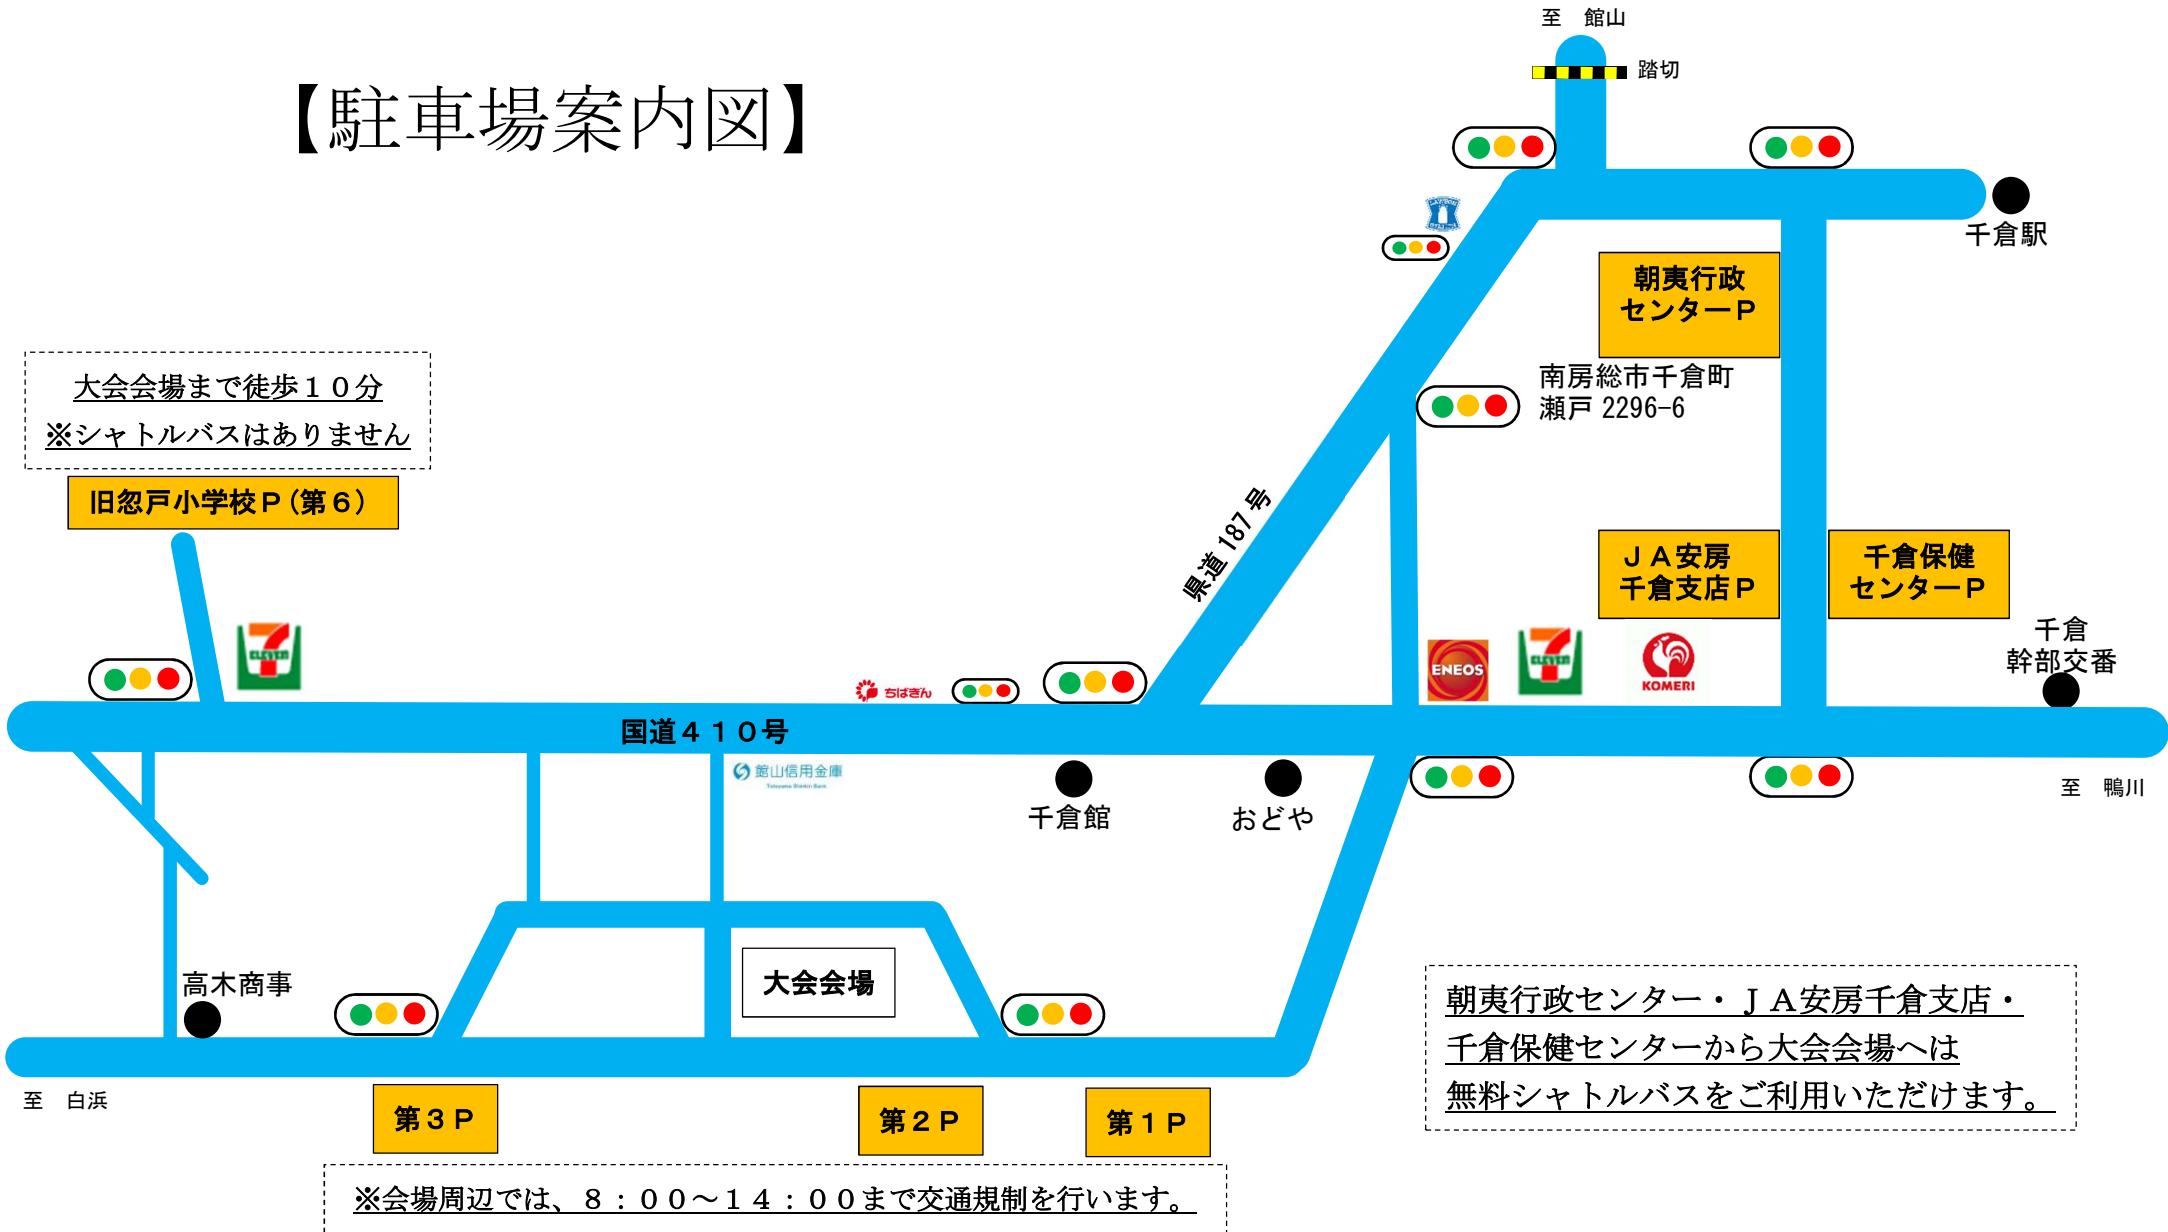 至　館山
踏切
【駐車場案内図】
千倉駅
朝夷行政
センターＰ
南房総市千倉町
瀬戸 2296-6
大会会場まで徒歩１０分
※シャトルバスはありません
旧忽戸小学校Ｐ(第６)
県道 187 号
ＪＡ安房
千倉支店Ｐ
千倉保健
センターＰ
千倉
幹部交番
ELEVEN
ちばぎん
ENEOS
ELEVEN
KOMERI
国道４１０号
館山信用金庫
Tateyama Shinkin Bank
千倉館
おどや
至　鴨川
高木商事
大会会場
朝夷行政センター・ＪＡ安房千倉支店・
千倉保健センターから大会会場へは
無料シャトルバスをご利用いただけます。
至　白浜
第３Ｐ
第２Ｐ
第１Ｐ
※会場周辺では、８：００～１４：００まで交通規制を行います。